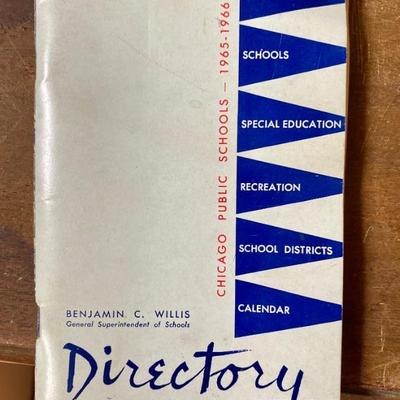 CHICAGO PUBLIC SCHOOLS — 1965-1966
SCHOOLS
SPECIAL EDUCATION
RECREATION
SCHOOL DISTRICTS
CALENDAR
BENJAMIN C. WILLIS
General Superintendent of Schools
Directory